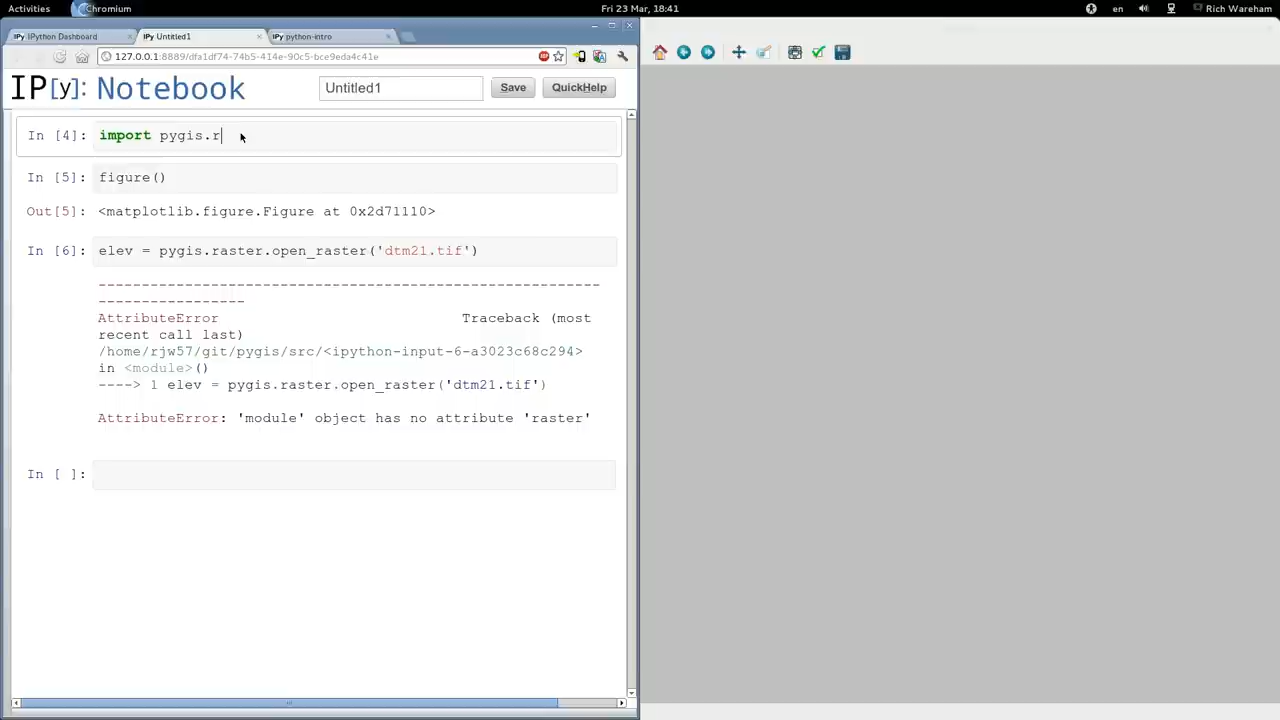 Activities Chromium Fri 23 Mar, 18:41 en Rich Wareham
IPy IPython Dashboard × IPy Untitled1 × IPy python-intro ×
127.0.0.1:8889/dfa1df74-74b5-414e-90c5-bce9eda4c41e
IP[y]: Notebook Untitled1 Save QuickHelp
In [4]: import pygis.r
In [5]: figure()
Out[5]: <matplotlib.figure.Figure at 0x2d71110>
In [6]: elev = pygis.raster.open_raster('dtm21.tif')
---------------------------------------------------------------------------
AttributeError Traceback (most
recent call last)
/home/rjw57/git/pygis/src/<ipython-input-6-a3023c68c294>
in <module>()
----> 1 elev = pygis.raster.open_raster('dtm21.tif')
AttributeError: 'module' object has no attribute 'raster'
In [ ]: